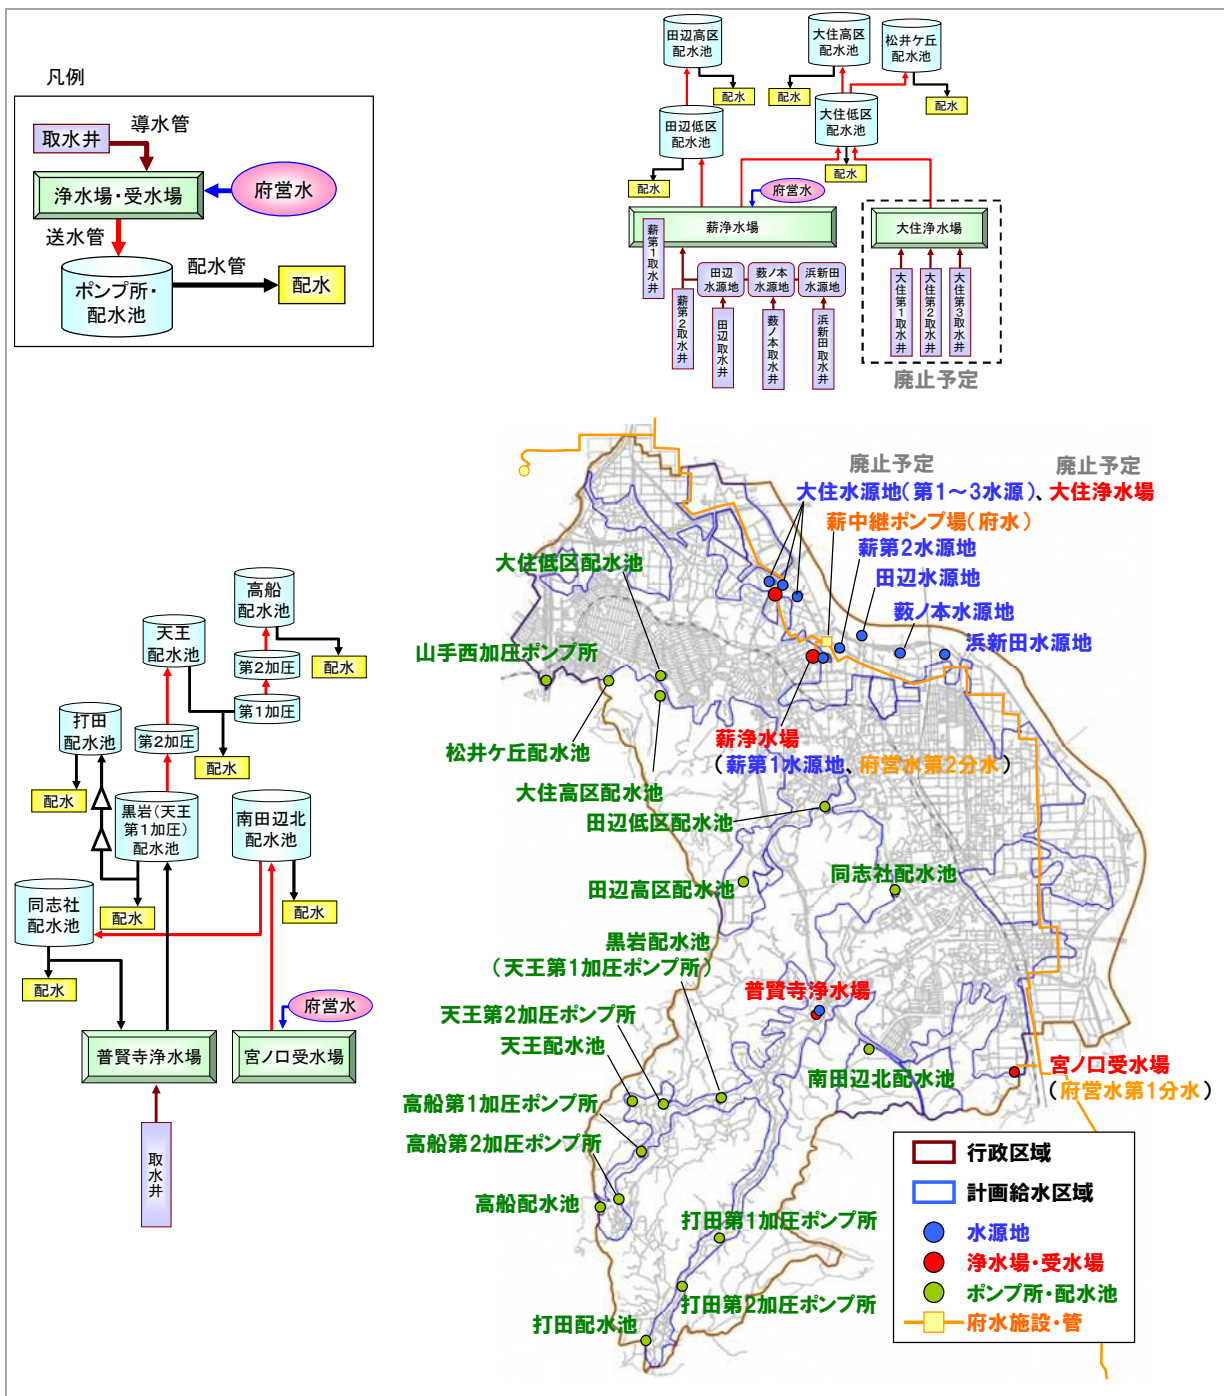 凡例
取水井
導水管
浄水場・受水場
府営水
送水管
配水管
ポンプ所・
配水池
配水
田辺高区
配水池
配水
大住高区
配水池
配水
松井ケ丘
配水池
配水
田辺低区
配水池
配水
大住低区
配水池
配水
府営水
薪浄水場
薪第1取水井
薪第2取水井
田辺
水源地
田辺取水井
薮ノ本
水源地
薮ノ本取水井
浜新田
水源地
浜新田取水井
大住浄水場
大住第1取水井
大住第2取水井
大住第3取水井
廃止予定
高船
配水池
配水
第2加圧
第1加圧
天王
配水池
配水
第2加圧
打田
配水池
配水
黒岩(天王
第1加圧)
配水池
配水
南田辺北
配水池
配水
同志社
配水池
配水
府営水
普賢寺浄水場
宮ノ口受水場
取水井
廃止予定
廃止予定
大住水源地(第1～3水源)、大住浄水場
薪中継ポンプ場(府水)
薪第2水源地
田辺水源地
薮ノ本水源地
浜新田水源地
大住低区配水池
山手西加圧ポンプ所
松井ケ丘配水池
大住高区配水池
薪浄水場
(薪第1水源地、府営水第2分水)
田辺低区配水池
田辺高区配水池
同志社配水池
黒岩配水池
(天王第1加圧ポンプ所)
普賢寺浄水場
天王第2加圧ポンプ所
天王配水池
南田辺北配水池
宮ノ口受水場
(府営水第1分水)
高船第1加圧ポンプ所
高船第2加圧ポンプ所
高船配水池
打田第1加圧ポンプ所
打田第2加圧ポンプ所
打田配水池
行政区域
計画給水区域
水源地
浄水場・受水場
ポンプ所・配水池
府水施設・管